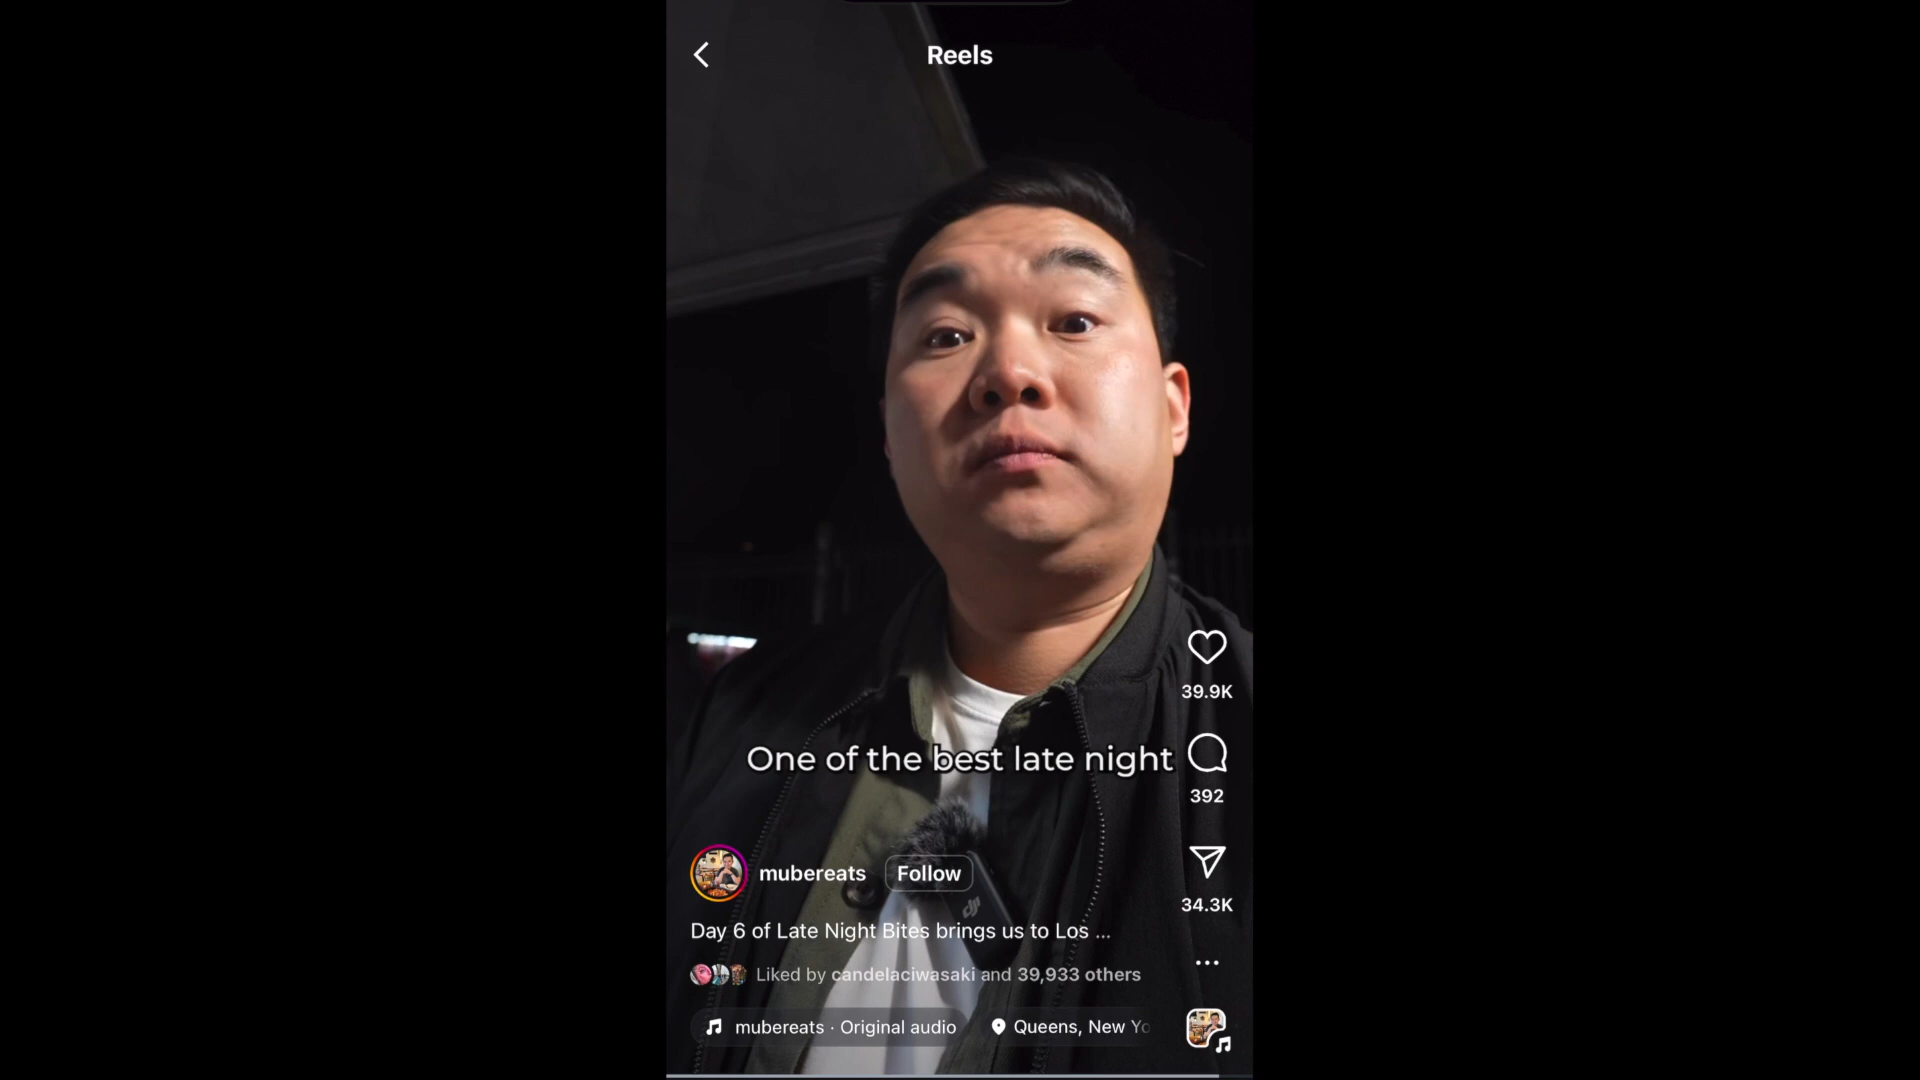 Reels
39.9K
One of the best late night
392
mubereats Follow
34.3K
dji
Day 6 of Late Night Bites brings us to Los ...
Liked by candelaciwasaki and 39,933 others
mubereats · Original audio
Queens, New Yo